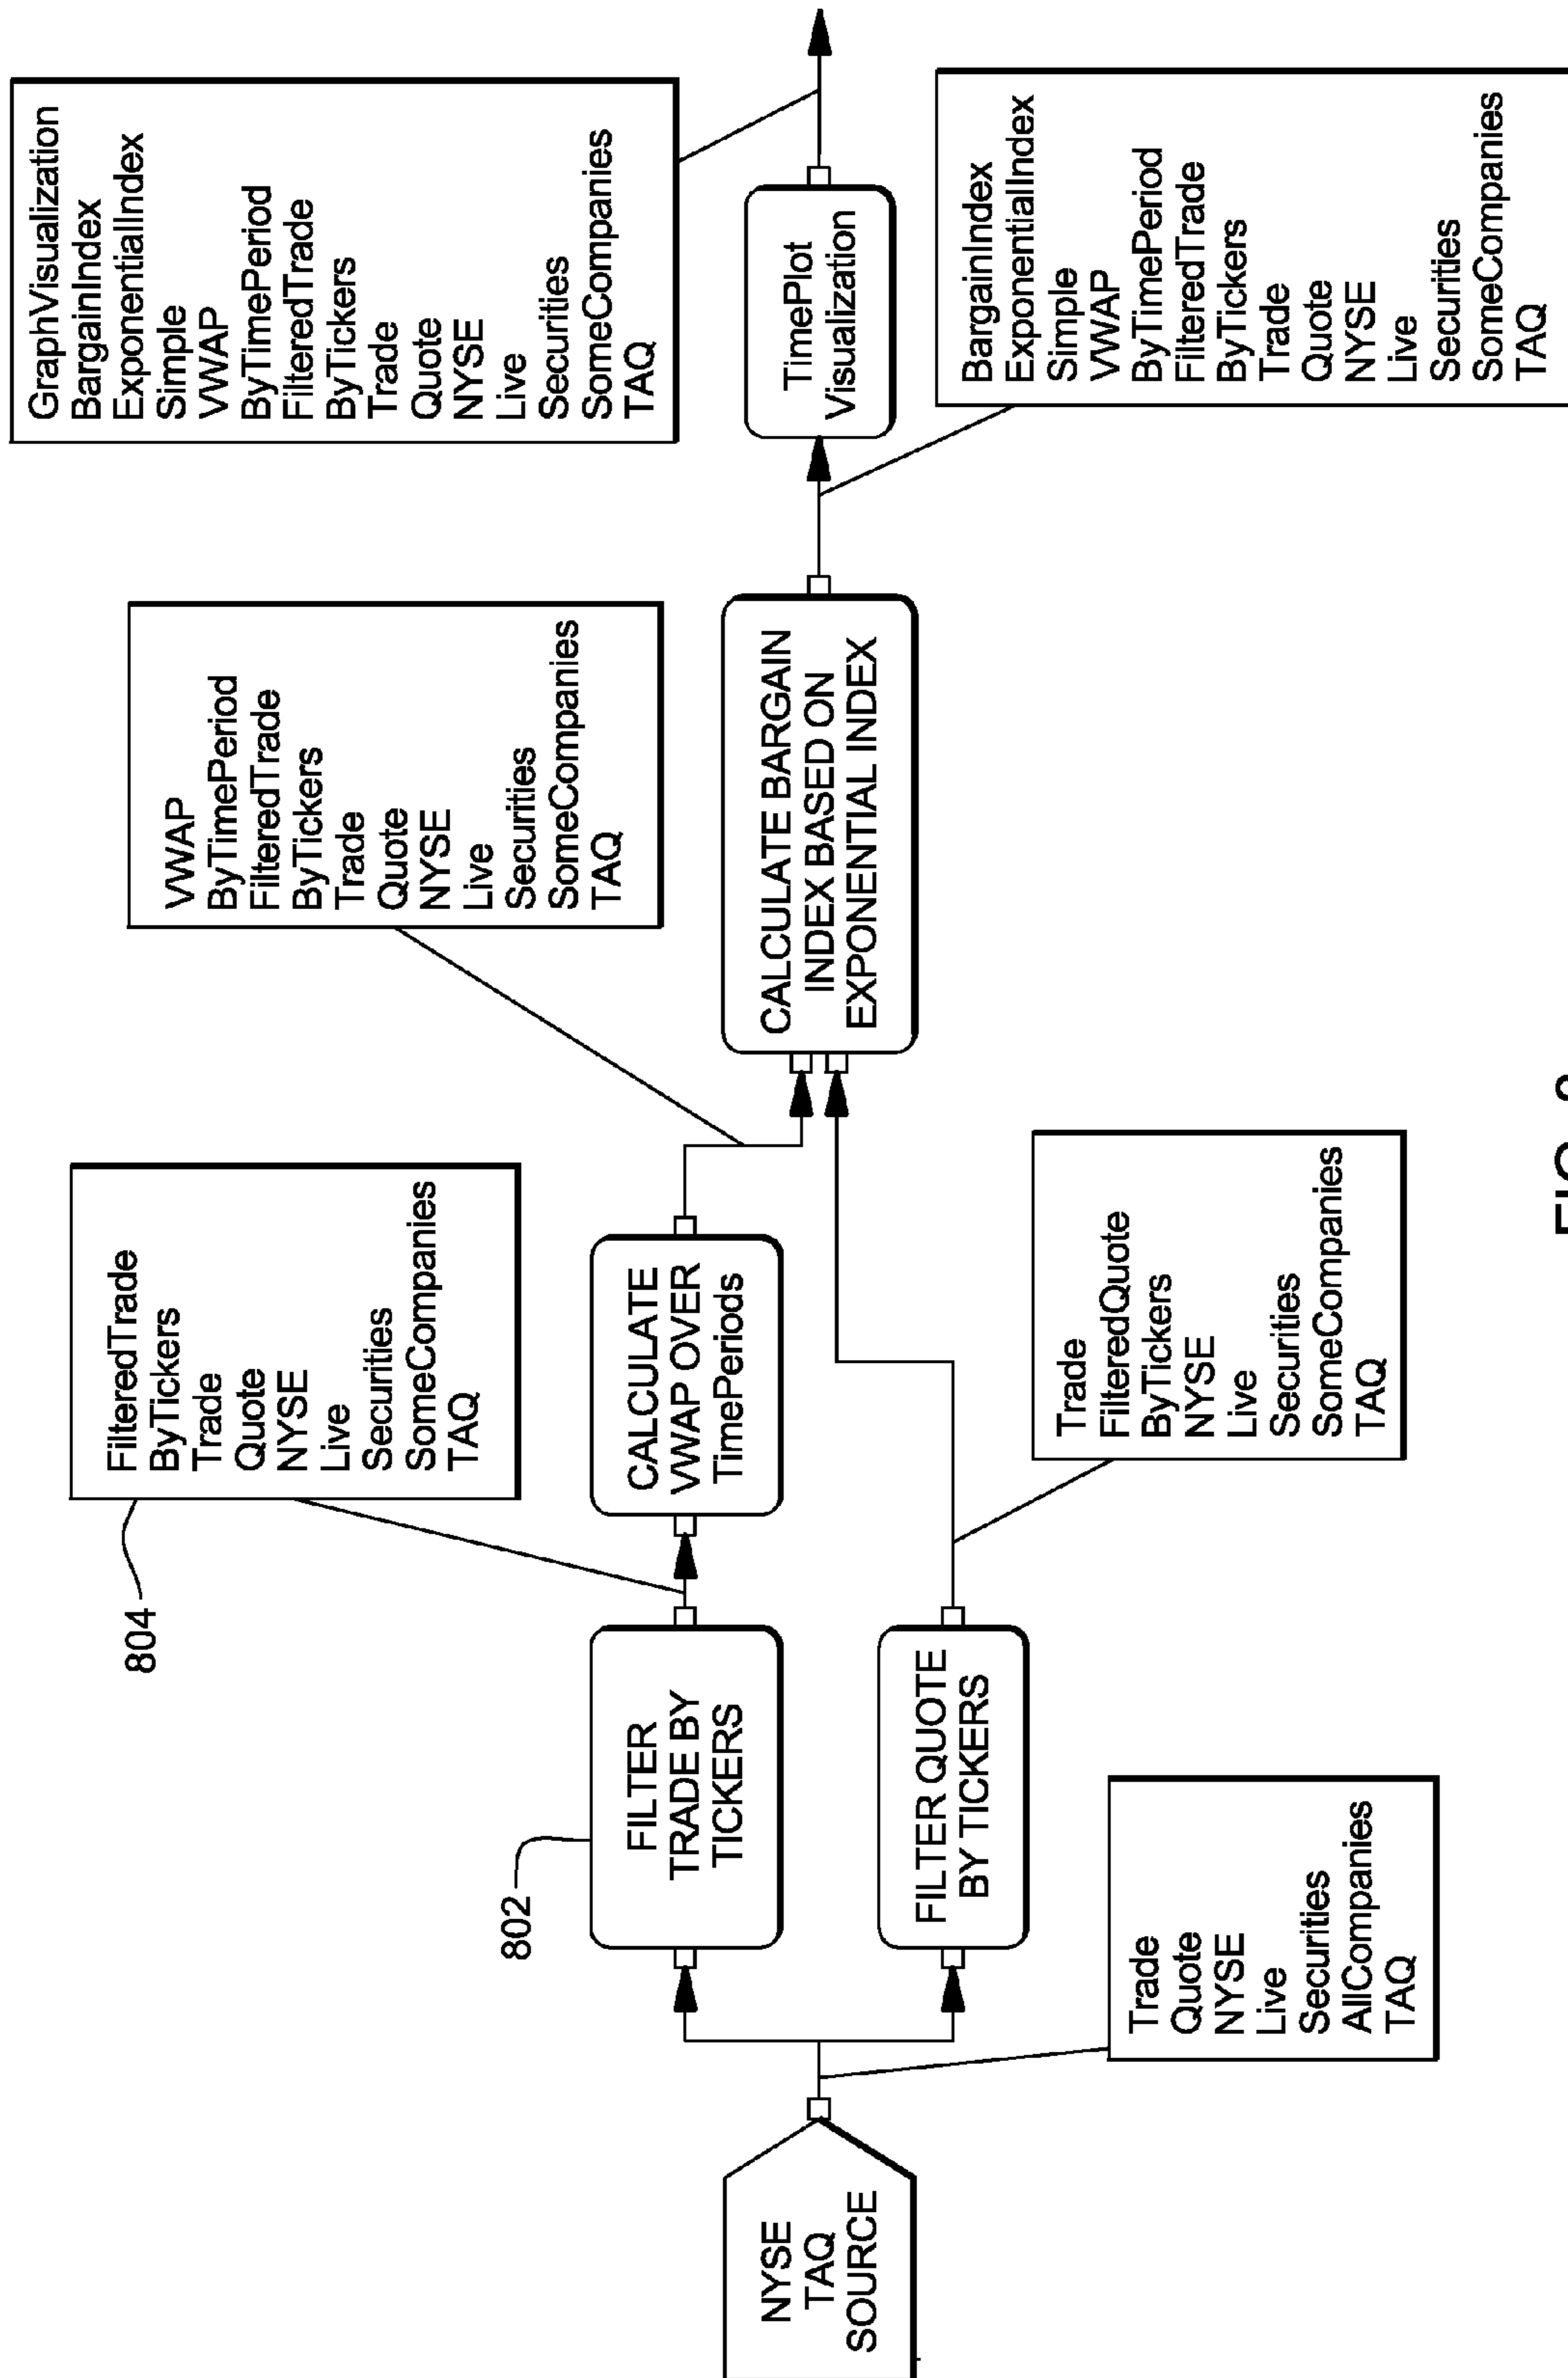 NYSE
TAQ
SOURCE
Trade
Quote
NYSE
Live
Securities
AllCompanies
TAQ
802
FILTER
TRADE BY
TICKERS
FILTER QUOTE
BY TICKERS
804
FilteredTrade
ByTickers
Trade
Quote
NYSE
Live
Securities
SomeCompanies
TAQ
CALCULATE
VWAP OVER
TimePeriods
Trade
FilteredQuote
ByTickers
NYSE
Live
Securities
SomeCompanies
TAQ
VWAP
ByTimePeriod
FilteredTrade
ByTickers
Trade
Quote
NYSE
Live
Securities
SomeCompanies
TAQ
CALCULATE BARGAIN
INDEX BASED ON
EXPONENTIAL INDEX
GraphVisualization
BargainIndex
ExponentialIndex
Simple
VWAP
ByTimePeriod
FilteredTrade
ByTickers
Trade
Quote
NYSE
Live
Securities
SomeCompanies
TAQ
TimePlot
Visualization
BargainIndex
ExponentialIndex
Simple
VWAP
ByTimePeriod
FilteredTrade
ByTickers
Trade
Quote
NYSE
Live
Securities
SomeCompanies
TAQ
FIG.